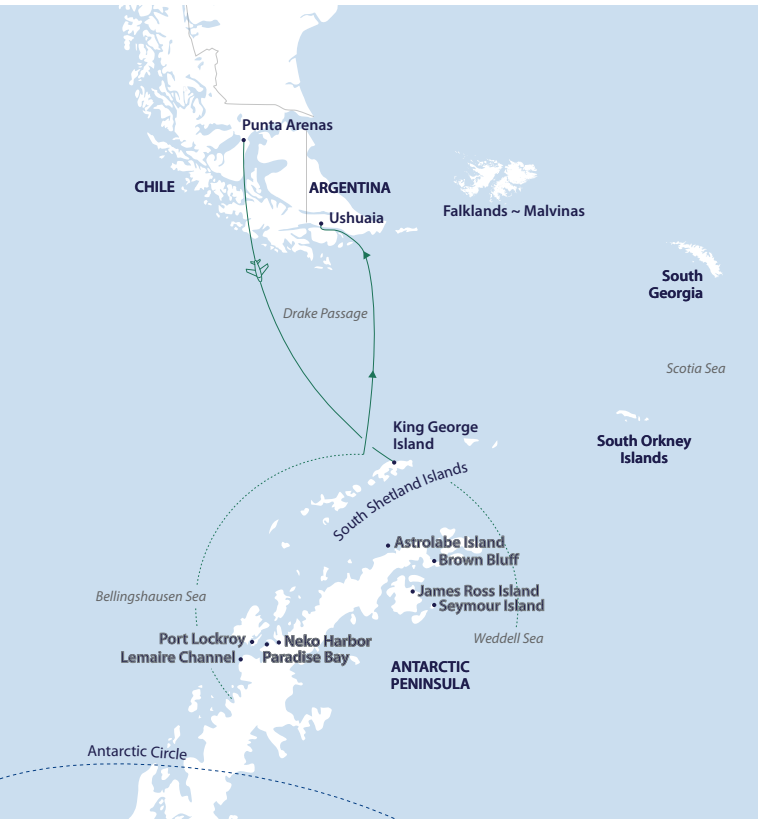 Punta Arenas
CHILE
ARGENTINA
Ushuaia
Falklands ~ Malvinas
South
Georgia
Drake Passage
Scotia Sea
King George
Island
South Orkney
Islands
South Shetland Islands
Astrolabe Island
Brown Bluff
James Ross Island
Seymour Island
Bellingshausen Sea
Weddell Sea
Port Lockroy
Neko Harbor
Lemaire Channel
Paradise Bay
ANTARCTIC
PENINSULA
Antarctic Circle